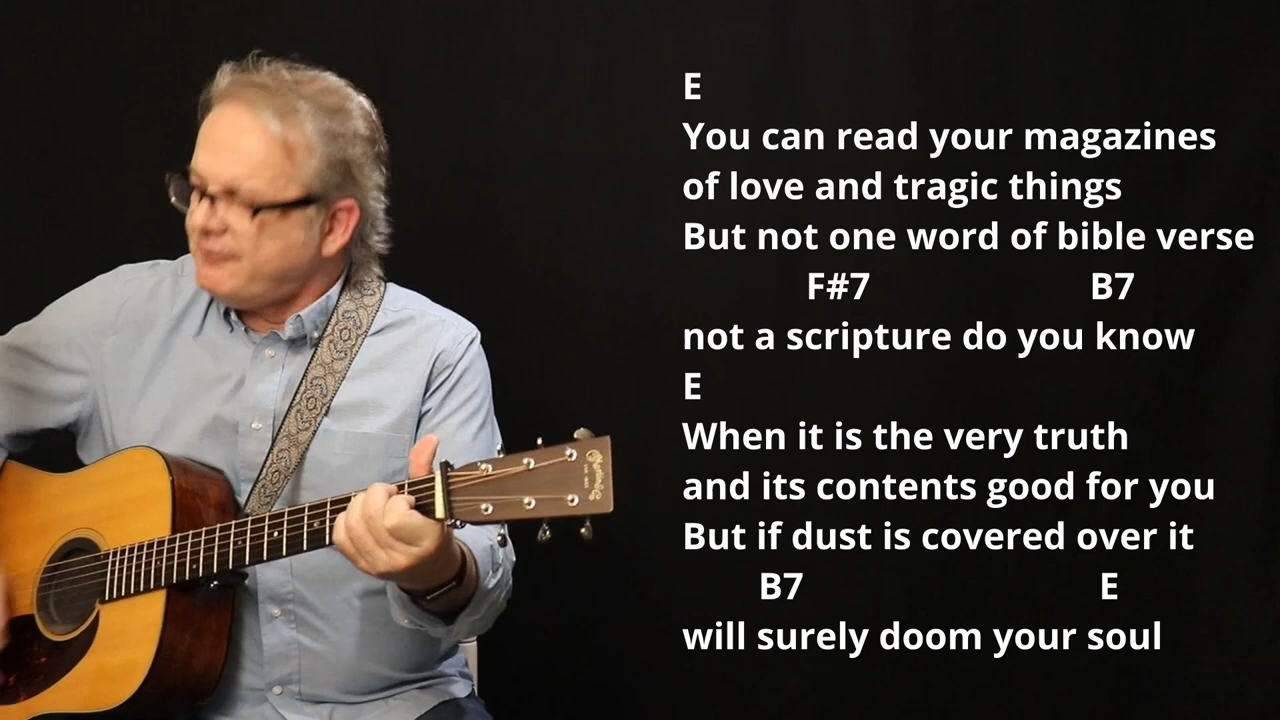 E
You can read your magazines
of love and tragic things
But not one word of bible verse
F#7 B7
not a scripture do you know
E
When it is the very truth
and its contents good for you
But if dust is covered over it
B7 E
will surely doom your soul